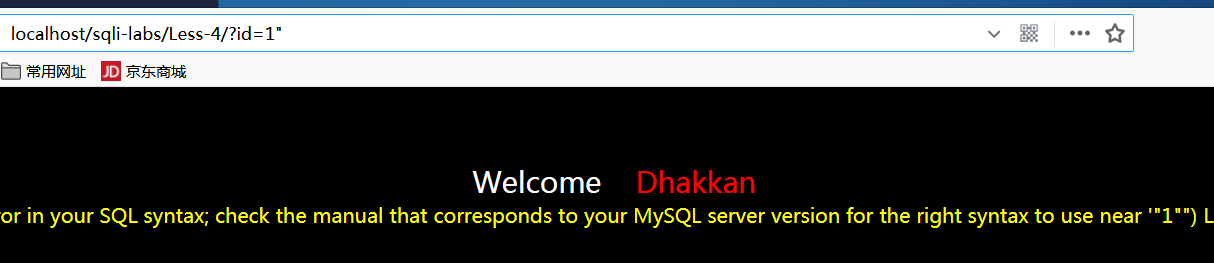 localhost/sqli-labs/Less-4/?id=1"
常用网址 JD 京东商城
Welcome Dhakkan
in your SQL syntax; check the manual that corresponds to your MySQL server version for the right syntax to use near '"1"") L